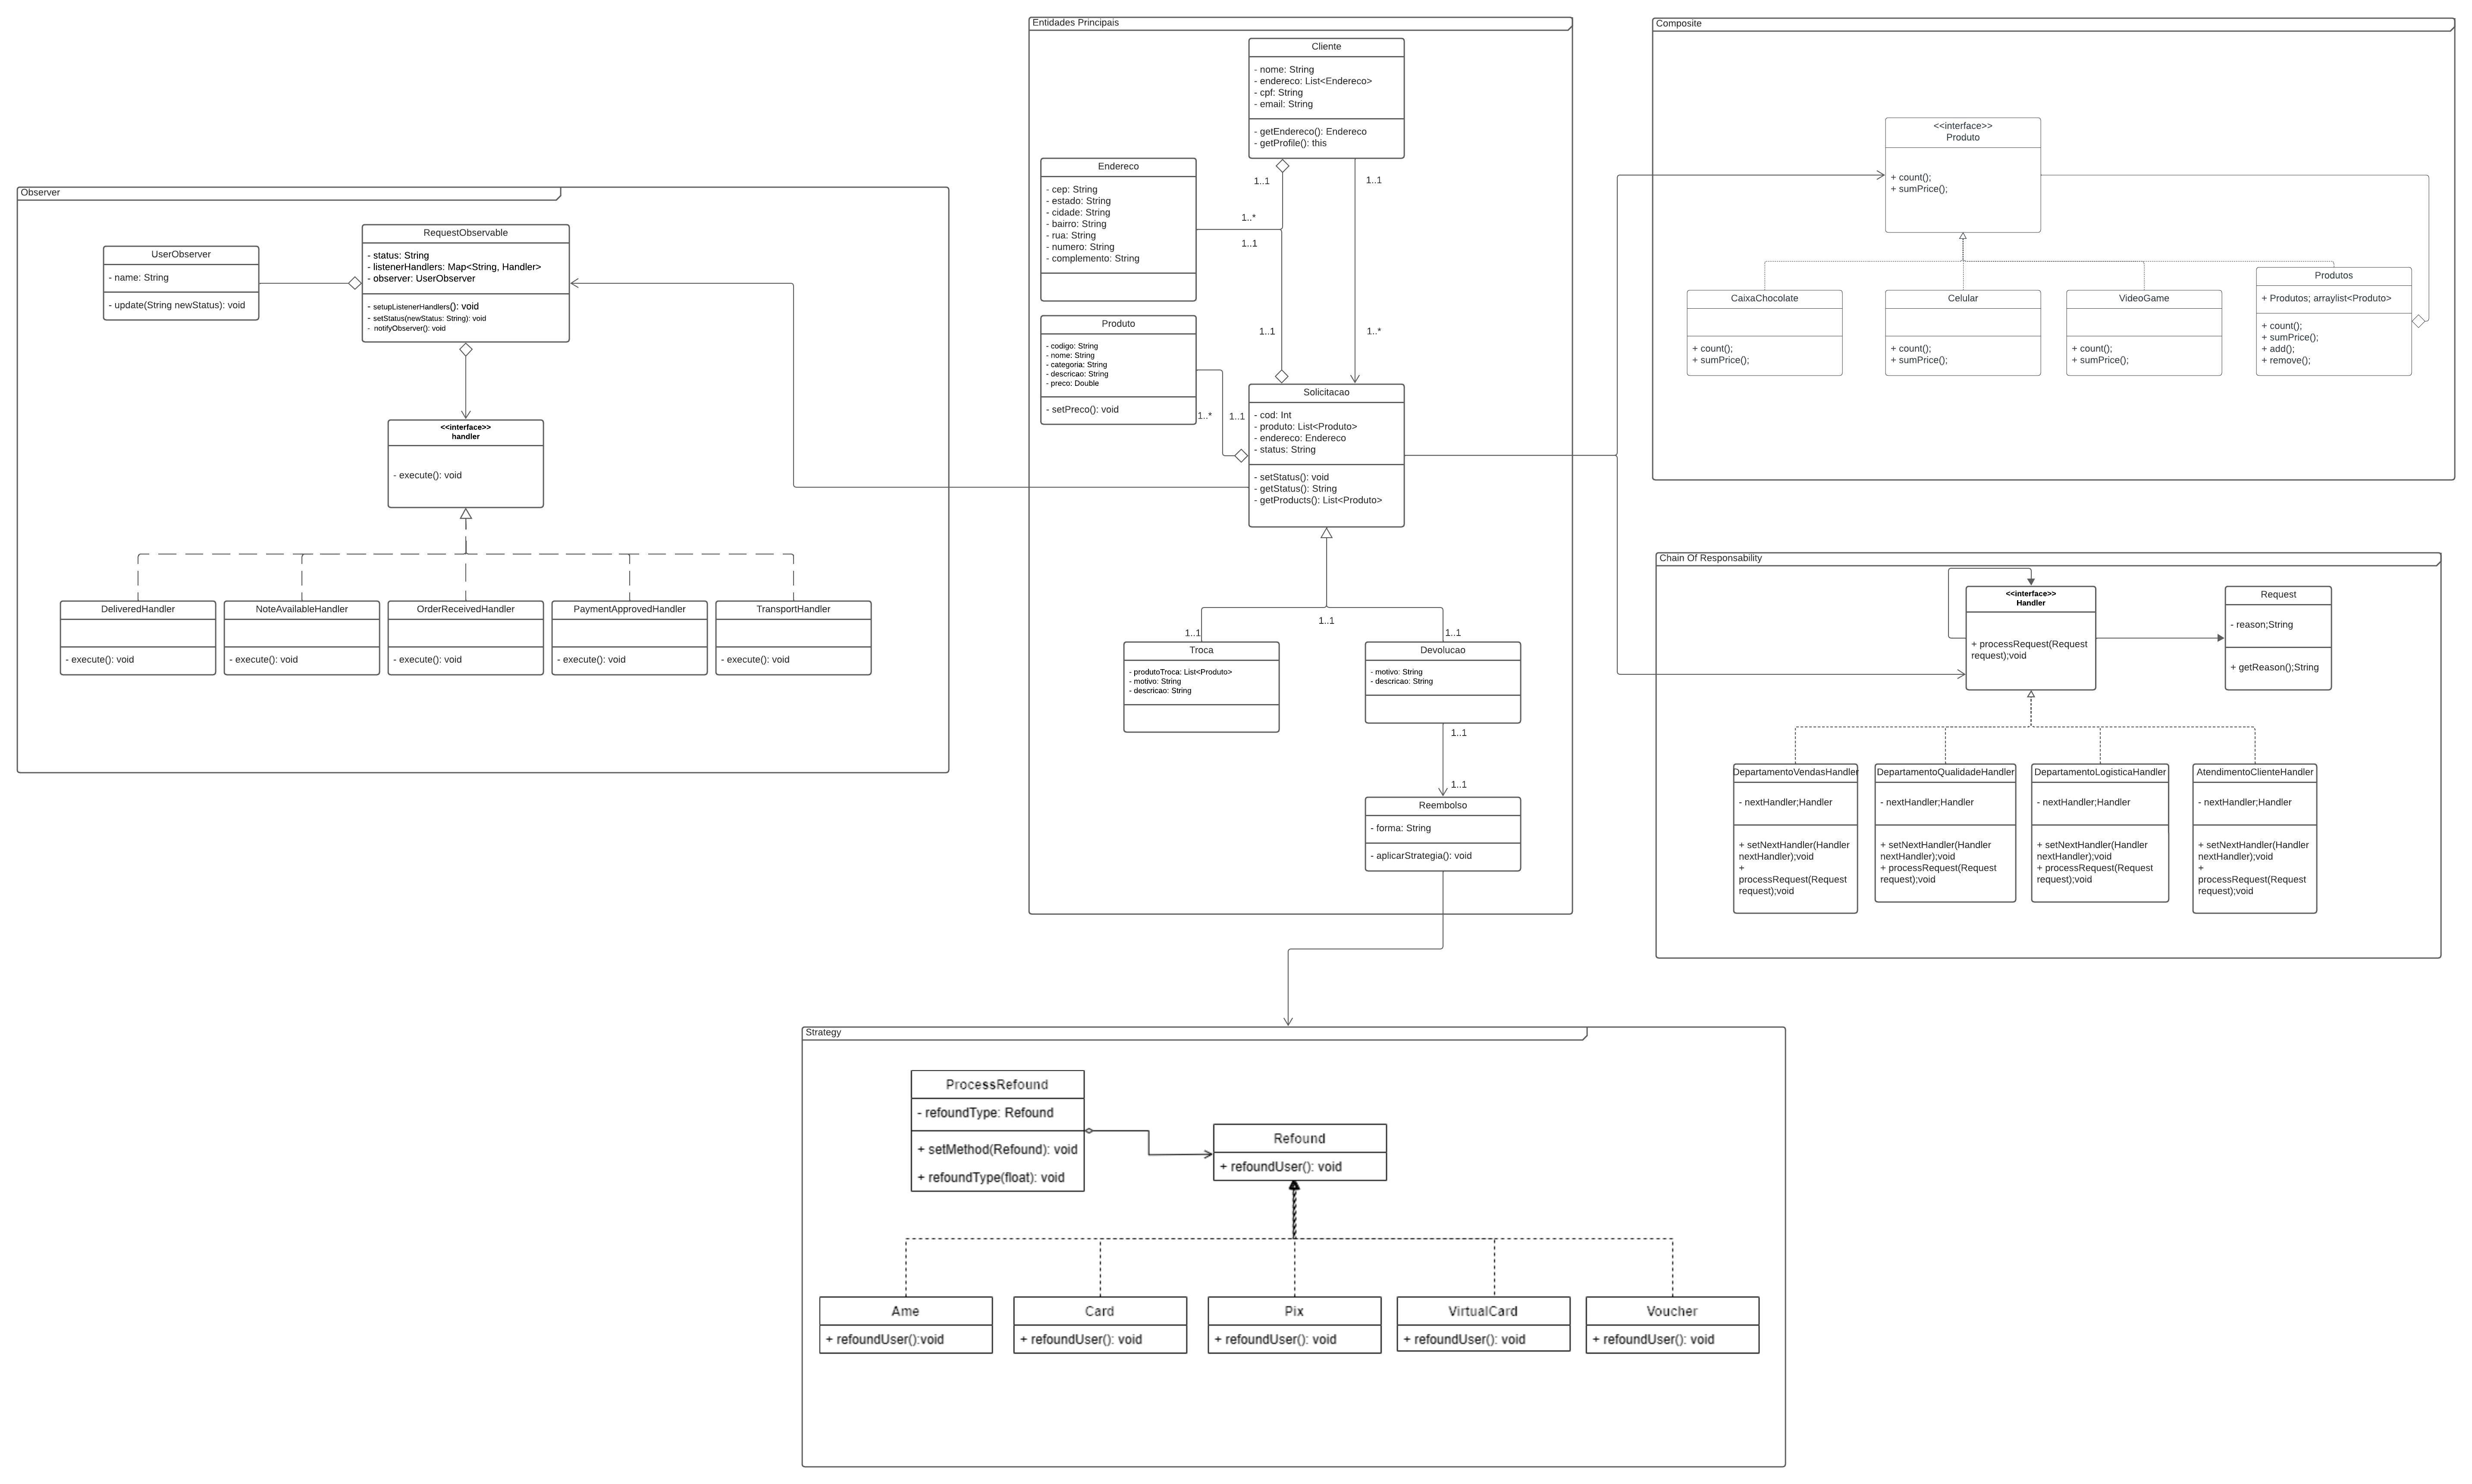 Observer
UserObserver
- name: String
- update(String newStatus): void
RequestObservable
- status: String
- listenerHandlers: Map<String, Handler>
- observer: UserObserver
- setupListenerHandlers(): void
- setStatus(newStatus: String): void
- notifyObserver(): void
<<interface>>
handler
- execute(): void
DeliveredHandler
- execute(): void
NoteAvailableHandler
- execute(): void
OrderReceivedHandler
- execute(): void
PaymentApprovedHandler
- execute(): void
TransportHandler
- execute(): void
Entidades Principais
Cliente
- nome: String
- endereco: List<Endereco>
- cpf: String
- email: String
- getEndereco(): Endereco
- getProfile(): this
1..1
1..1
Endereco
- cep: String
- estado: String
- cidade: String
- bairro: String
- rua: String
- numero: String
- complemento: String
1..*
1..1
1..1
1..*
Produto
- codigo: String
- nome: String
- categoria: String
- descricao: String
- preco: Double
- setPreco(): void
1..*
1..1
Solicitacao
- cod: Int
- produto: List<Produto>
- endereco: Endereco
- status: String
- setStatus(): void
- getStatus(): String
- getProducts(): List<Produto>
1..1
1..1
1..1
Troca
- produtoTroca: List<Produto>
- motivo: String
- descricao: String
Devolucao
- motivo: String
- descricao: String
1..1
1..1
Reembolso
- forma: String
- aplicarStrategia(): void
Composite
<<interface>>
Produto
+ count();
+ sumPrice();
CaixaChocolate
+ count();
+ sumPrice();
Celular
+ count();
+ sumPrice();
VideoGame
+ count();
+ sumPrice();
Produtos
+ Produtos; arraylist<Produto>
+ count();
+ sumPrice();
+ add();
+ remove();
Chain Of Responsability
<<interface>>
Handler
+ processRequest(Request
request);void
Request
- reason;String
+ getReason();String
DepartamentoVendasHandler
- nextHandler;Handler
+ setNextHandler(Handler
nextHandler);void
+
processRequest(Request
request);void
DepartamentoQualidadeHandler
- nextHandler;Handler
+ setNextHandler(Handler
nextHandler);void
+ processRequest(Request
request);void
DepartamentoLogisticaHandler
- nextHandler;Handler
+ setNextHandler(Handler
nextHandler);void
+ processRequest(Request
request);void
AtendimentoClienteHandler
- nextHandler;Handler
+ setNextHandler(Handler
nextHandler);void
+
processRequest(Request
request);void
Strategy
ProcessRefound
- refoundType: Refound
+ setMethod(Refound): void
+ refoundType(float): void
Refound
+ refoundUser(): void
Ame
+ refoundUser():void
Card
+ refoundUser(): void
Pix
+ refoundUser(): void
VirtualCard
+ refoundUser(): void
Voucher
+ refoundUser(): void